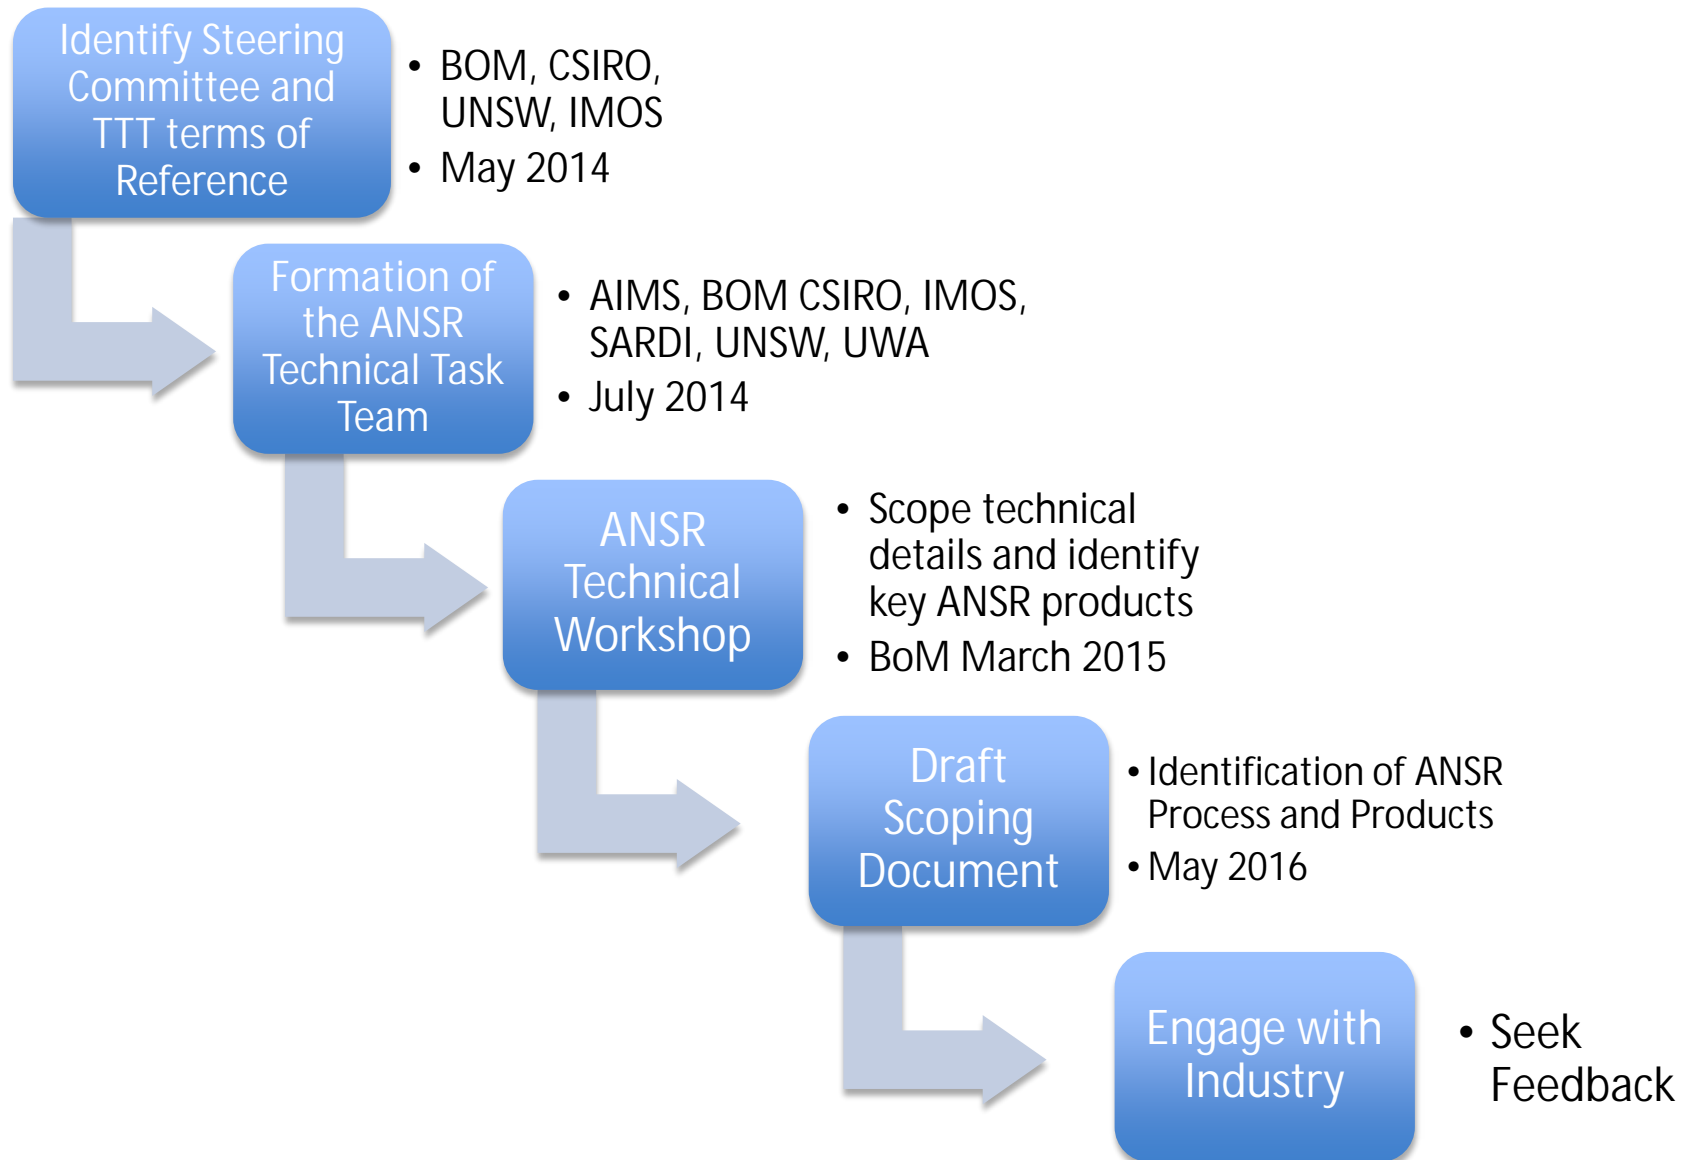 Identify Steering
Committee and
TTT terms of
Reference
• BOM, CSIRO,
UNSW, IMOS
• May 2014
Formation of
the ANSR
Technical Task
Team
• AIMS, BOM CSIRO, IMOS,
SARDI, UNSW, UWA
• July 2014
ANSR
Technical
Workshop
• Scope technical
details and identify
key ANSR products
• BoM March 2015
Draft
Scoping
Document
• Identification of ANSR
Process and Products
• May 2016
Engage with
Industry
• Seek
Feedback